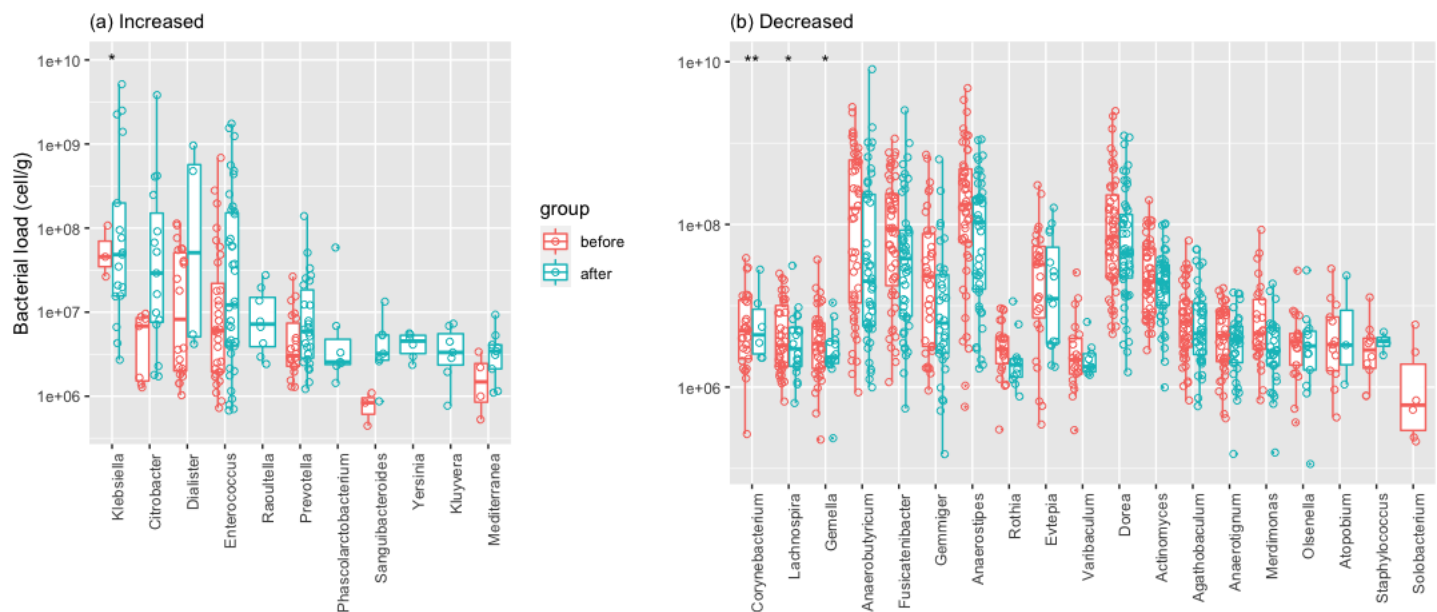 (a) Increased
Bacterial load (cell/g)
1e+10
1e+09
1e+08
1e+07
1e+06
*
Klebsiella
Citrobacter
Dialister
Enterococcus
Raoultella
Prevotella
Phascolarctobacterium
Sanguibacteroides
Yersinia
Kluyvera
Mediterranea
group
before
after
(b) Decreased
1e+10
1e+08
1e+06
**
*
*
Corynebacterium
Lachnospira
Gemella
Anaerobutyricum
Fusicatenibacter
Gemmiger
Anaerostipes
Rothia
Evtepia
Varibaculum
Dorea
Actinomyces
Agathobaculum
Anaerotignum
Merdimonas
Olsenella
Atopobium
Staphylococcus
Solobacterium